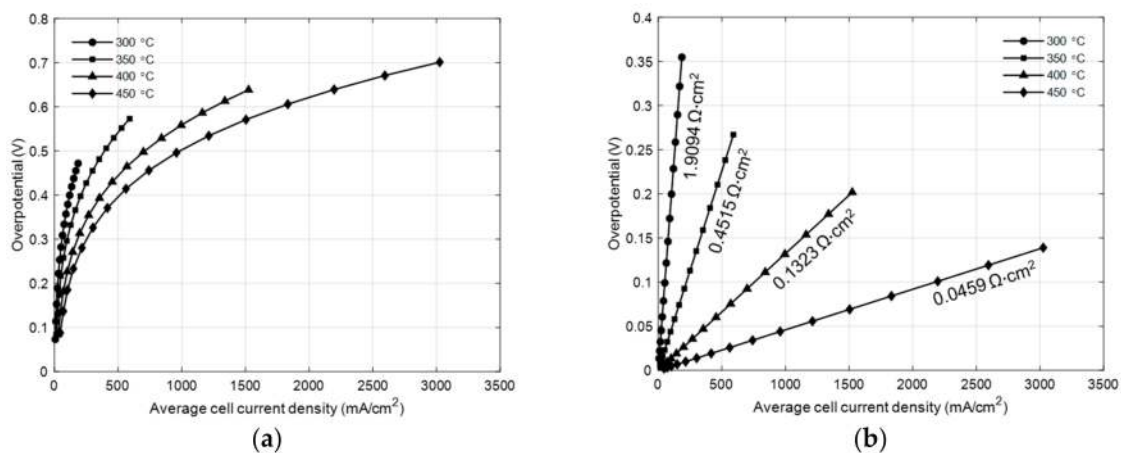 0.8
0.7
0.6
0.5
0.4
0.3
0.2
0.1
0
Overpotential (V)
300 °C
350 °C
400 °C
450 °C
0 500 1000 1500 2000 2500 3000 3500
Average cell current density (mA/cm²)
(a)
0.4
0.35
0.3
0.25
0.2
0.15
0.1
0.05
0
Overpotential (V)
300 °C
350 °C
400 °C
450 °C
1.9094 Ω·cm²
0.4515 Ω·cm²
0.1323 Ω·cm²
0.0459 Ω·cm²
0 500 1000 1500 2000 2500 3000 3500
Average cell current density (mA/cm²)
(b)